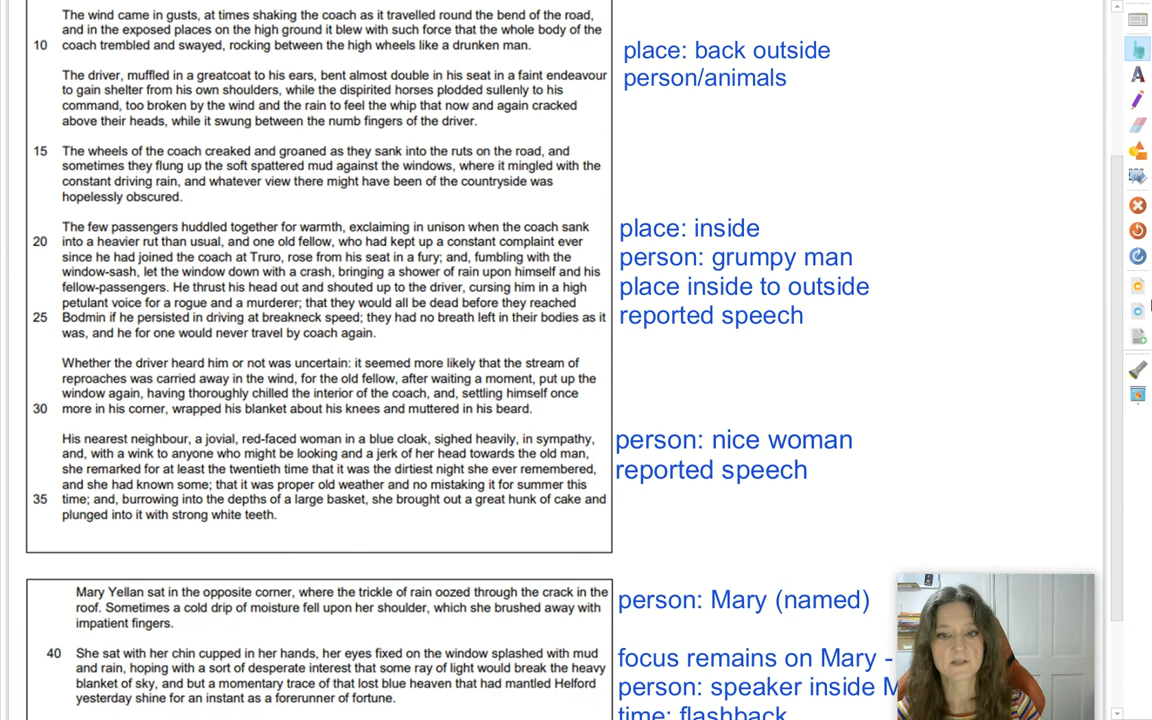 The wind came in gusts, at times shaking the coach as it travelled round the bend of the road,
and in the exposed places on the high ground it blew with such force that the whole body of the
10 coach trembled and swayed, rocking between the high wheels like a drunken man.
place: back outside
person/animals
The driver, muffled in a greatcoat to his ears, bent almost double in his seat in a faint endeavour
to gain shelter from his own shoulders, while the dispirited horses plodded sullenly to his
command, too broken by the wind and the rain to feel the whip that now and again cracked
above their heads, while it swung between the numb fingers of the driver.
15 The wheels of the coach creaked and groaned as they sank into the ruts on the road, and
sometimes they flung up the soft spattered mud against the windows, where it mingled with the
constant driving rain, and whatever view there might have been of the countryside was
hopelessly obscured.
The few passengers huddled together for warmth, exclaiming in unison when the coach sank
20 into a heavier rut than usual, and one old fellow, who had kept up a constant complaint ever
since he had joined the coach at Truro, rose from his seat in a fury; and, fumbling with the
window-sash, let the window down with a crash, bringing a shower of rain upon himself and his
fellow-passengers. He thrust his head out and shouted up to the driver, cursing him in a high
petulant voice for a rogue and a murderer; that they would all be dead before they reached
25 Bodmin if he persisted in driving at breakneck speed; they had no breath left in their bodies as it
was, and he for one would never travel by coach again.
place: inside
person: grumpy man
place inside to outside
reported speech
Whether the driver heard him or not was uncertain: it seemed more likely that the stream of
reproaches was carried away in the wind, for the old fellow, after waiting a moment, put up the
window again, having thoroughly chilled the interior of the coach, and, settling himself once
30 more in his corner, wrapped his blanket about his knees and muttered in his beard.
His nearest neighbour, a jovial, red-faced woman in a blue cloak, sighed heavily, in sympathy,
and, with a wink to anyone who might be looking and a jerk of her head towards the old man,
she remarked for at least the twentieth time that it was the dirtiest night she ever remembered,
and she had known some; that it was proper old weather and no mistaking it for summer this
35 time; and, burrowing into the depths of a large basket, she brought out a great hunk of cake and
plunged into it with strong white teeth.
person: nice woman
reported speech
Mary Yellan sat in the opposite corner, where the trickle of rain oozed through the crack in the
roof. Sometimes a cold drip of moisture fell upon her shoulder, which she brushed away with
impatient fingers.
person: Mary (named)
40 She sat with her chin cupped in her hands, her eyes fixed on the window splashed with mud
and rain, hoping with a sort of desperate interest that some ray of light would break the heavy
blanket of sky, and but a momentary trace of that lost blue heaven that had mantled Helford
yesterday shine for an instant as a forerunner of fortune.
focus remains on Mary -
person: speaker inside M
time: flashback